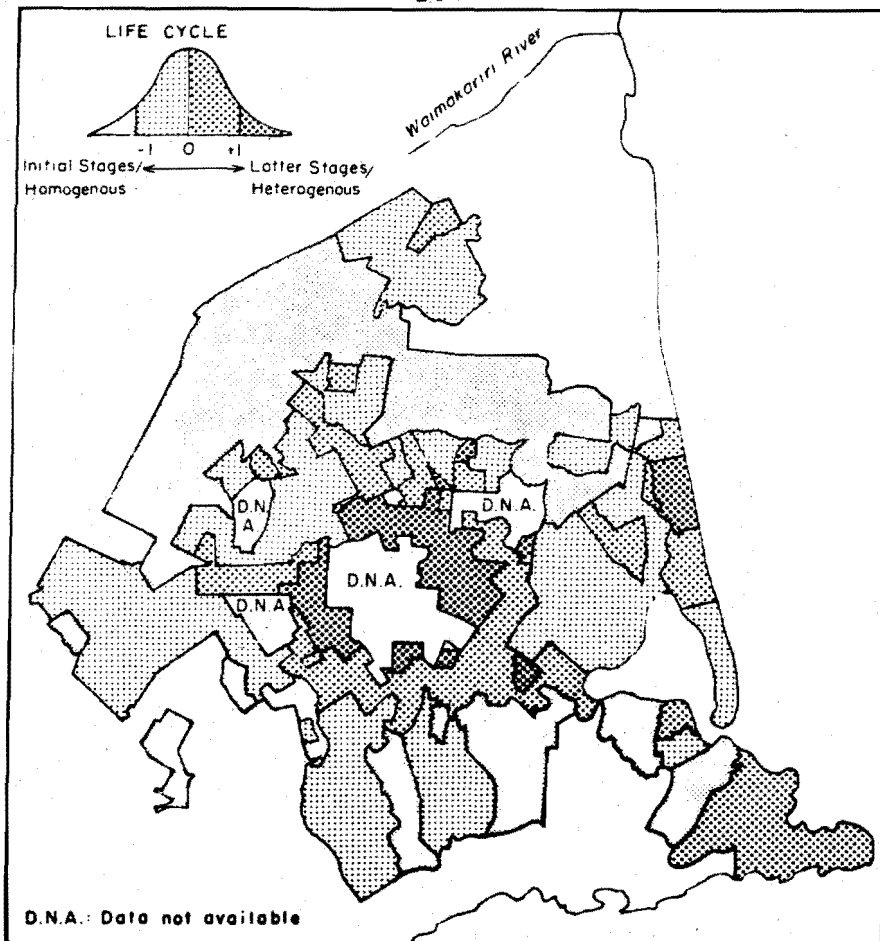 LIFE CYCLE
-1 0 +1
Initial Stages/ Latter Stages/
Homogenous Heterogenous
Waimakariri River
D.N.
A
D.N.A.
D.N.A.
D.N.A
D.N.A.: Data not available